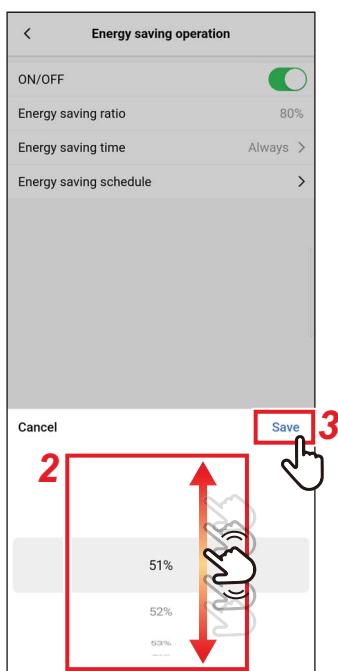 Energy saving operation
ON/OFF
Energy saving ratio 80%
Energy saving time Always
Energy saving schedule
Cancel Save 3
2
51%
52%
53%